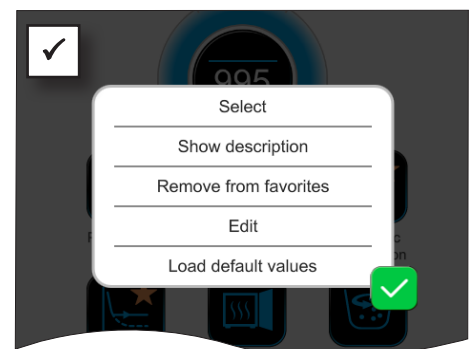 995
Select
Show description
Remove from favorites
Edit
Load default values